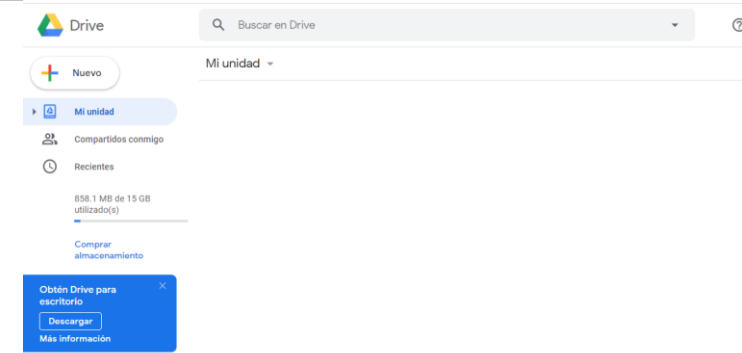 Drive
Buscar en Drive
Nuevo
Mi unidad
Mi unidad
Compartidos conmigo
Recientes
858.1 MB de 15 GB
utilizado(s)
Comprar
almacenamiento
Obtén Drive para
escritorio
Descargar
Más información